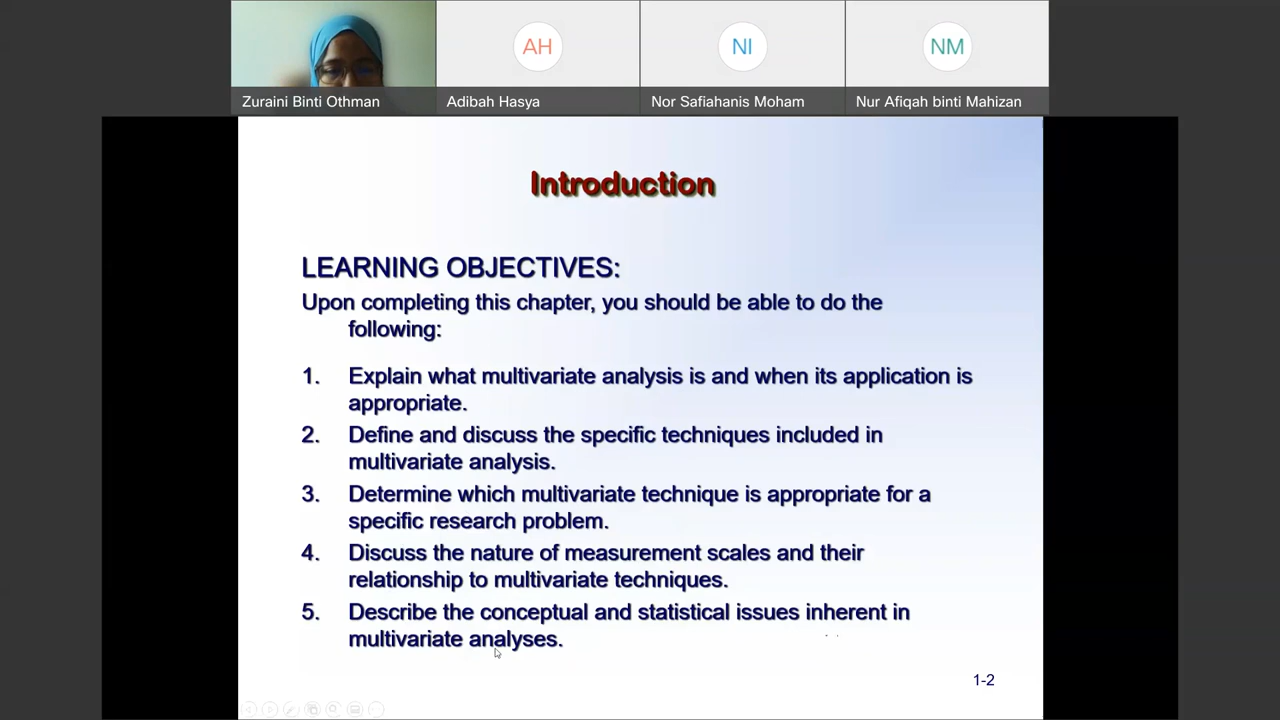 AH
NI
NM
Zuraini Binti Othman
Adibah Hasya
Nor Safiahanis Moham
Nur Afiqah binti Mahizan
Introduction
LEARNING OBJECTIVES:
Upon completing this chapter, you should be able to do the
following:
1. Explain what multivariate analysis is and when its application is
appropriate.
2. Define and discuss the specific techniques included in
multivariate analysis.
3. Determine which multivariate technique is appropriate for a
specific research problem.
4. Discuss the nature of measurement scales and their
relationship to multivariate techniques.
5. Describe the conceptual and statistical issues inherent in
multivariate analyses.
1-2